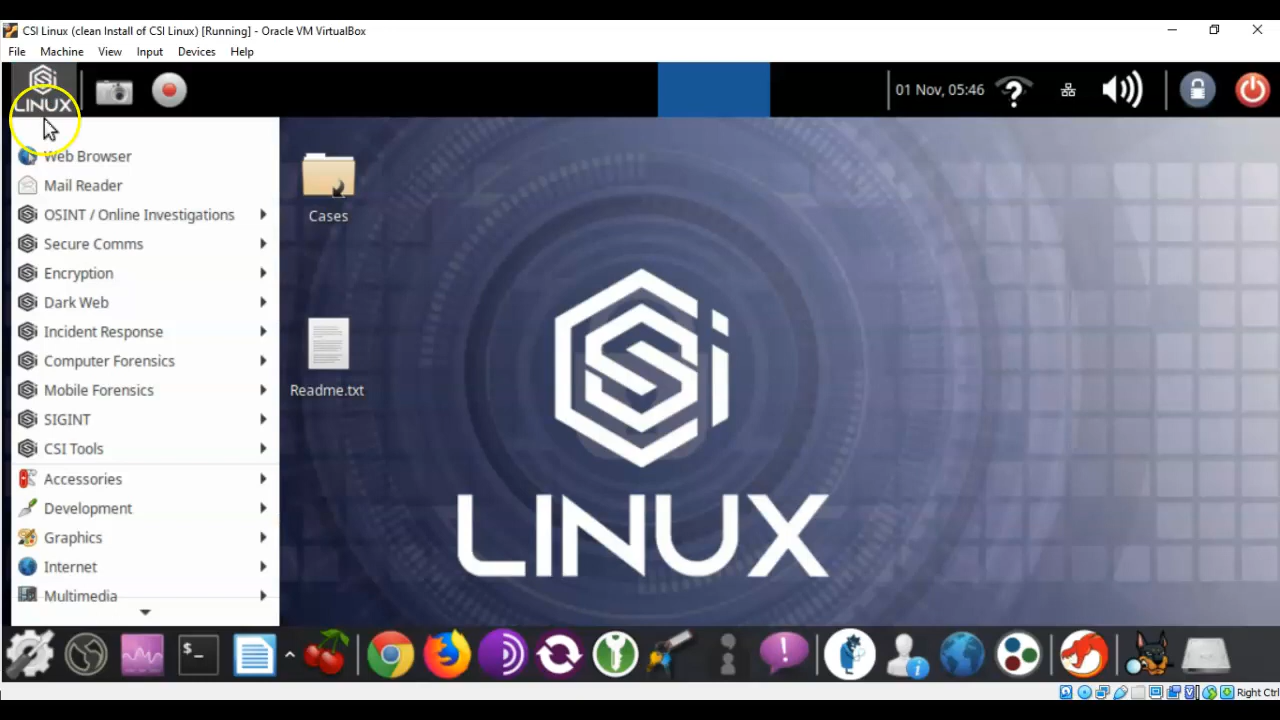 CSI Linux (clean Install of CSI Linux) [Running] - Oracle VM VirtualBox
File Machine View Input Devices Help
CSi
LINUX
01 Nov, 05:46
Web Browser
Mail Reader
OSINT / Online Investigations
Secure Comms
Encryption
Dark Web
Incident Response
Computer Forensics
Mobile Forensics
SIGINT
CSI Tools
Accessories
Development
Graphics
Internet
Multimedia
Cases
Readme.txt
CSi
LINUX
Right Ctrl